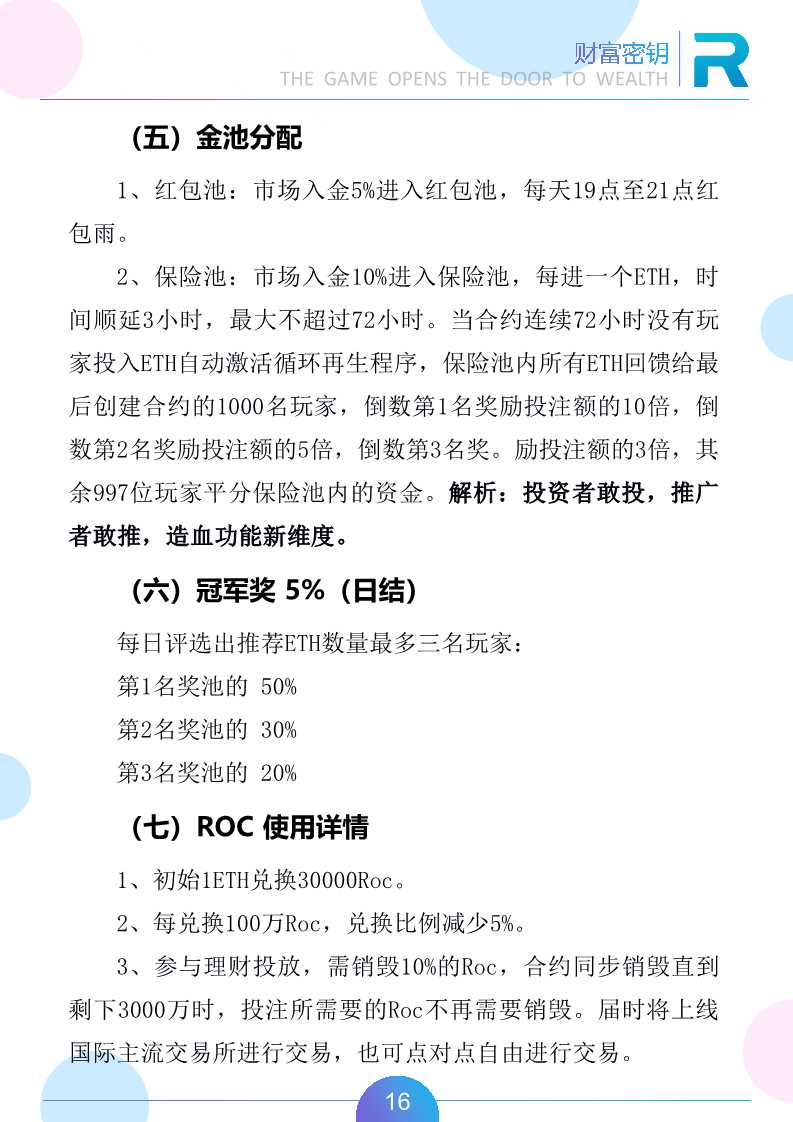 财富密钥
THE GAME OPENS THE DOOR TO WEALTH
（五）金池分配
1、红包池：市场入金5%进入红包池，每天19点至21点红
包雨。
2、保险池：市场入金10%进入保险池，每进一个ETH，时
间顺延3小时，最大不超过72小时。当合约连续72小时没有玩
家投入ETH自动激活循环再生程序，保险池内所有ETH回馈给最
后创建合约的1000名玩家，倒数第1名奖励投注额的10倍，倒
数第2名奖励投注额的5倍，倒数第3名奖。励投注额的3倍，其
余997位玩家平分保险池内的资金。解析：投资者敢投，推广
者敢推，造血功能新维度。
（六）冠军奖 5%（日结）
每日评选出推荐ETH数量最多三名玩家：
第1名奖池的 50%
第2名奖池的 30%
第3名奖池的 20%
（七）ROC 使用详情
1、初始1ETH兑换30000Roc。
2、每兑换100万Roc，兑换比例减少5%。
3、参与理财投放，需销毁10%的Roc，合约同步销毁直到
剩下3000万时，投注所需要的Roc不再需要销毁。届时将上线
国际主流交易所进行交易，也可点对点自由进行交易。
16